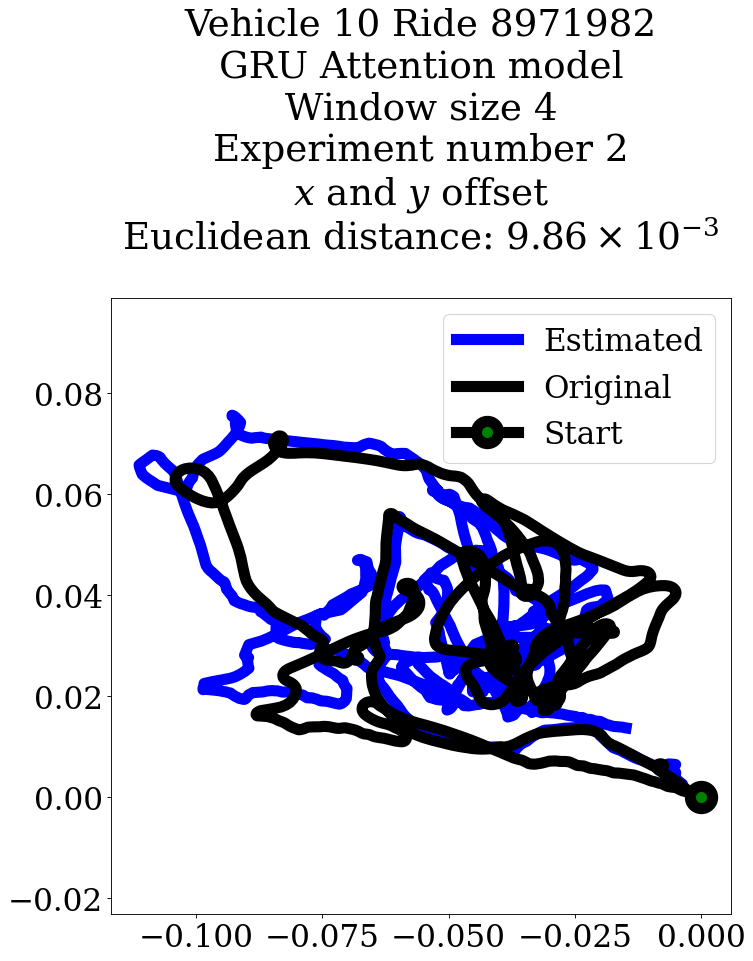 Vehicle 10 Ride 8971982
GRU Attention model
Window size 4
Experiment number 2
x and y offset
Euclidean distance: 9.86 × 10⁻³
Estimated
Original
Start
0.08
0.06
0.04
0.02
0.00
−0.02
−0.100 −0.075 −0.050 −0.025 0.000